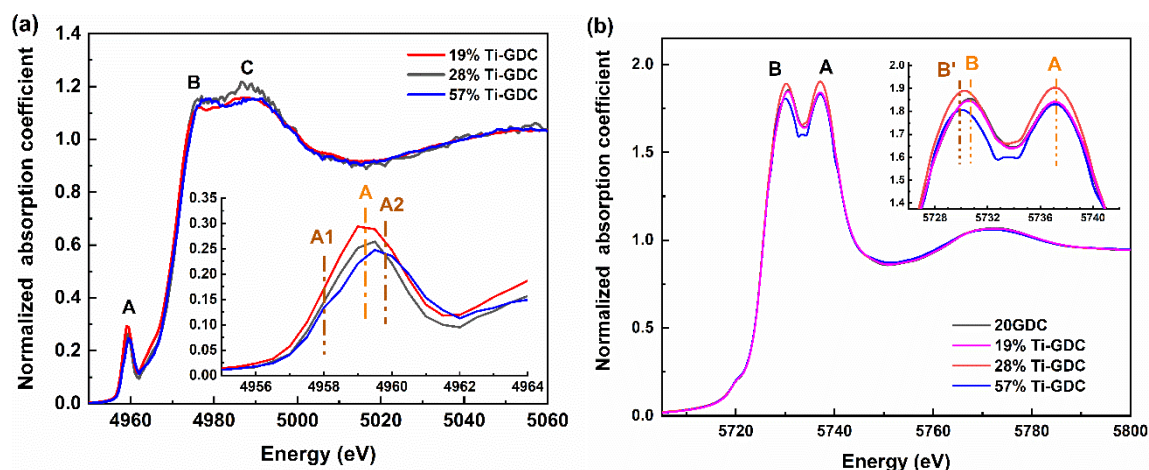 (a)
Normalized absorption coefficient
1.4
1.2
1.0
0.8
0.6
0.4
0.2
0.0
4960 4980 5000 5020 5040 5060
Energy (eV)
A
B
C
19% Ti-GDC
28% Ti-GDC
57% Ti-GDC
0.35
0.30
0.25
0.20
0.15
0.10
0.05
0.00
4956 4958 4960 4962 4964
A1
A
A2
(b)
Normalized absorption coefficient
2.0
1.5
1.0
0.5
0.0
5720 5740 5760 5780 5800
Energy (eV)
B A
2.0
1.9
1.8
1.7
1.6
1.5
1.4
5728 5732 5736 5740
B' B A
20GDC
19% Ti-GDC
28% Ti-GDC
57% Ti-GDC